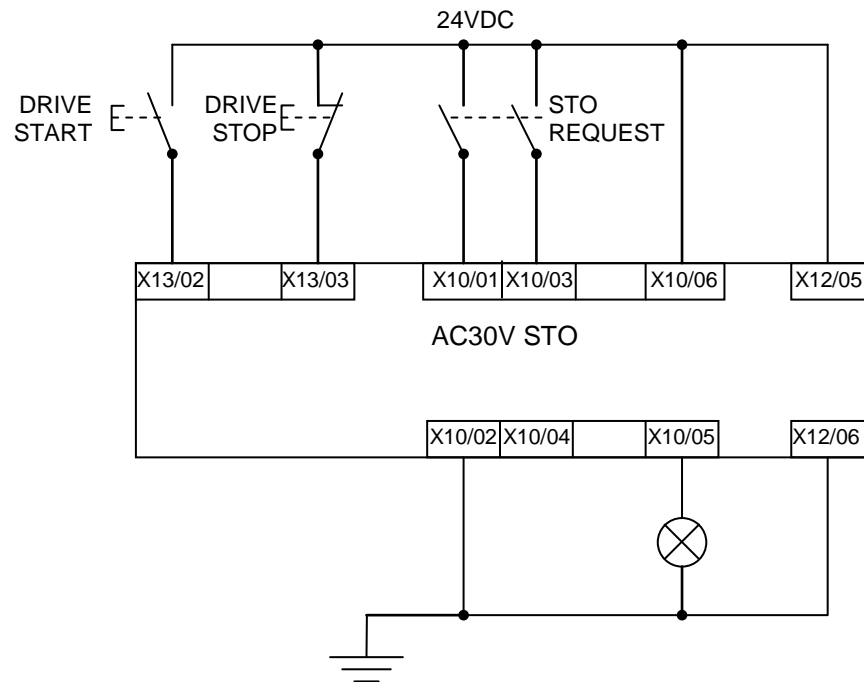 24VDC
DRIVE
START
DRIVE
STOP
STO
REQUEST
X13/02
X13/03
X10/01
X10/03
X10/06
X12/05
AC30V STO
X10/02
X10/04
X10/05
X12/06